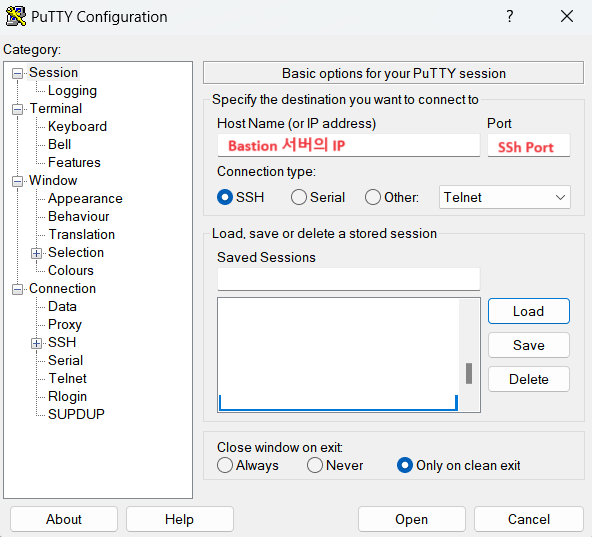 PuTTY Configuration
?
Category:
Session
Logging
Terminal
Keyboard
Bell
Features
Window
Appearance
Behaviour
Translation
Selection
Colours
Connection
Data
Proxy
SSH
Serial
Telnet
Rlogin
SUPDUP
Basic options for your PuTTY session
Specify the destination you want to connect to
Host Name (or IP address) Port
Bastion 서버의 IP SSh Port
Connection type:
SSH Serial Other: Telnet
Load, save or delete a stored session
Saved Sessions
Load
Save
Delete
Close window on exit:
Always Never Only on clean exit
About Help Open Cancel